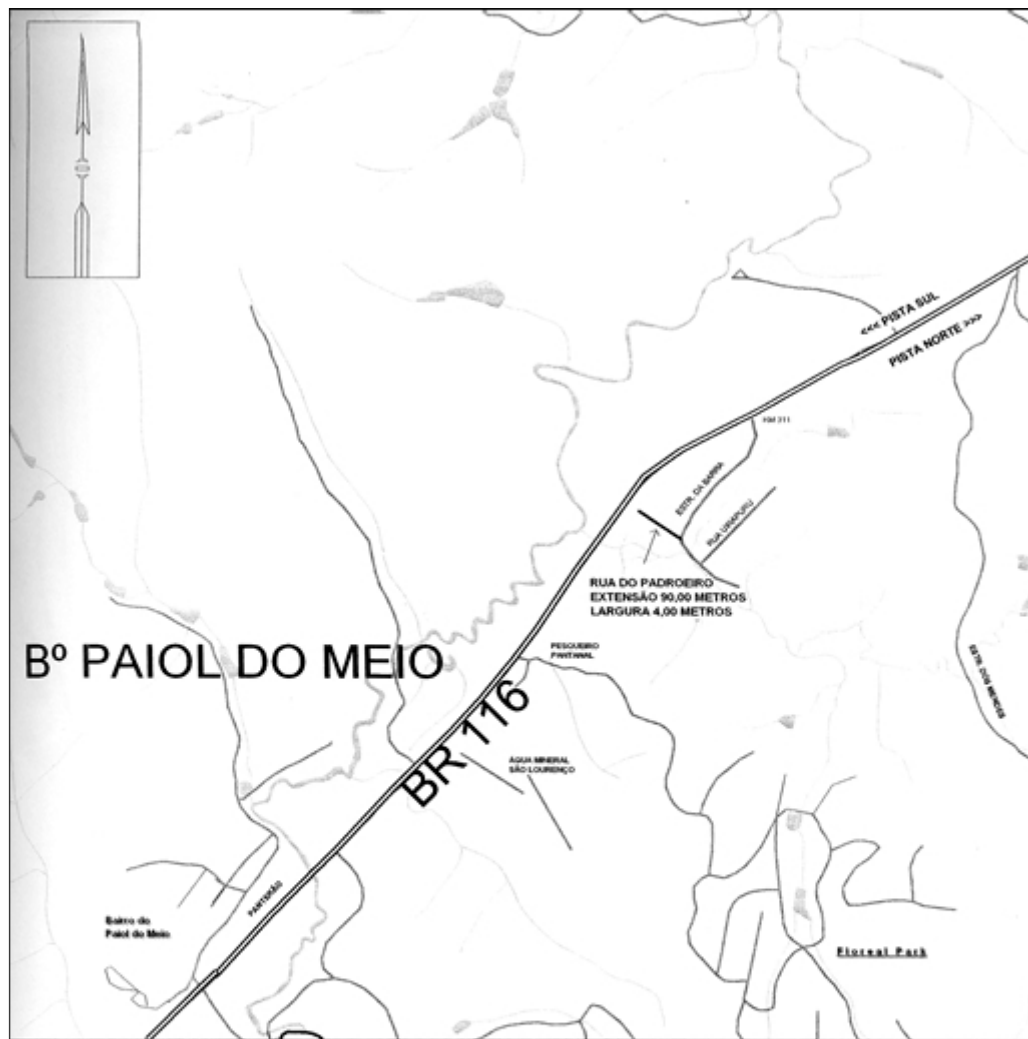 <<< PISTA SUL
PISTA NORTE >>>
KM 311
ESTR. DA BARRA
RUA UIRAPURU
RUA DO PADROEIRO
EXTENSÃO 90,00 METROS
LARGURA 4,00 METROS
Bº PAIOL DO MEIO
PESQUEIRO
PANTANAL
ESTR. DOS MENDES
BR 116
AGUA MINERAL
SÃO LOURENÇO
Bairro do
Paiol do Meio
Floreal Park